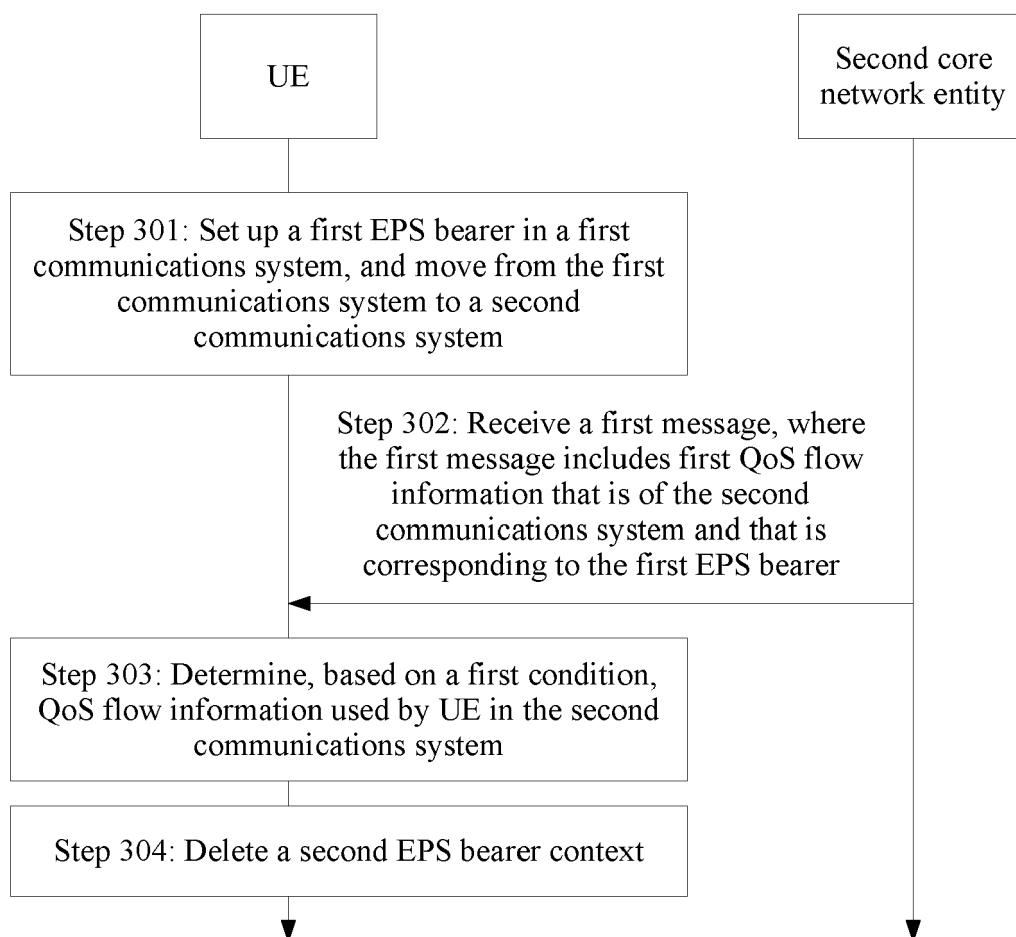 UE
Second core
network entity
Step 301: Set up a first EPS bearer in a first
communications system, and move from the first
communications system to a second
communications system
Step 302: Receive a first message, where
the first message includes first QoS flow
information that is of the second
communications system and that is
corresponding to the first EPS bearer
Step 303: Determine, based on a first condition,
QoS flow information used by UE in the second
communications system
Step 304: Delete a second EPS bearer context